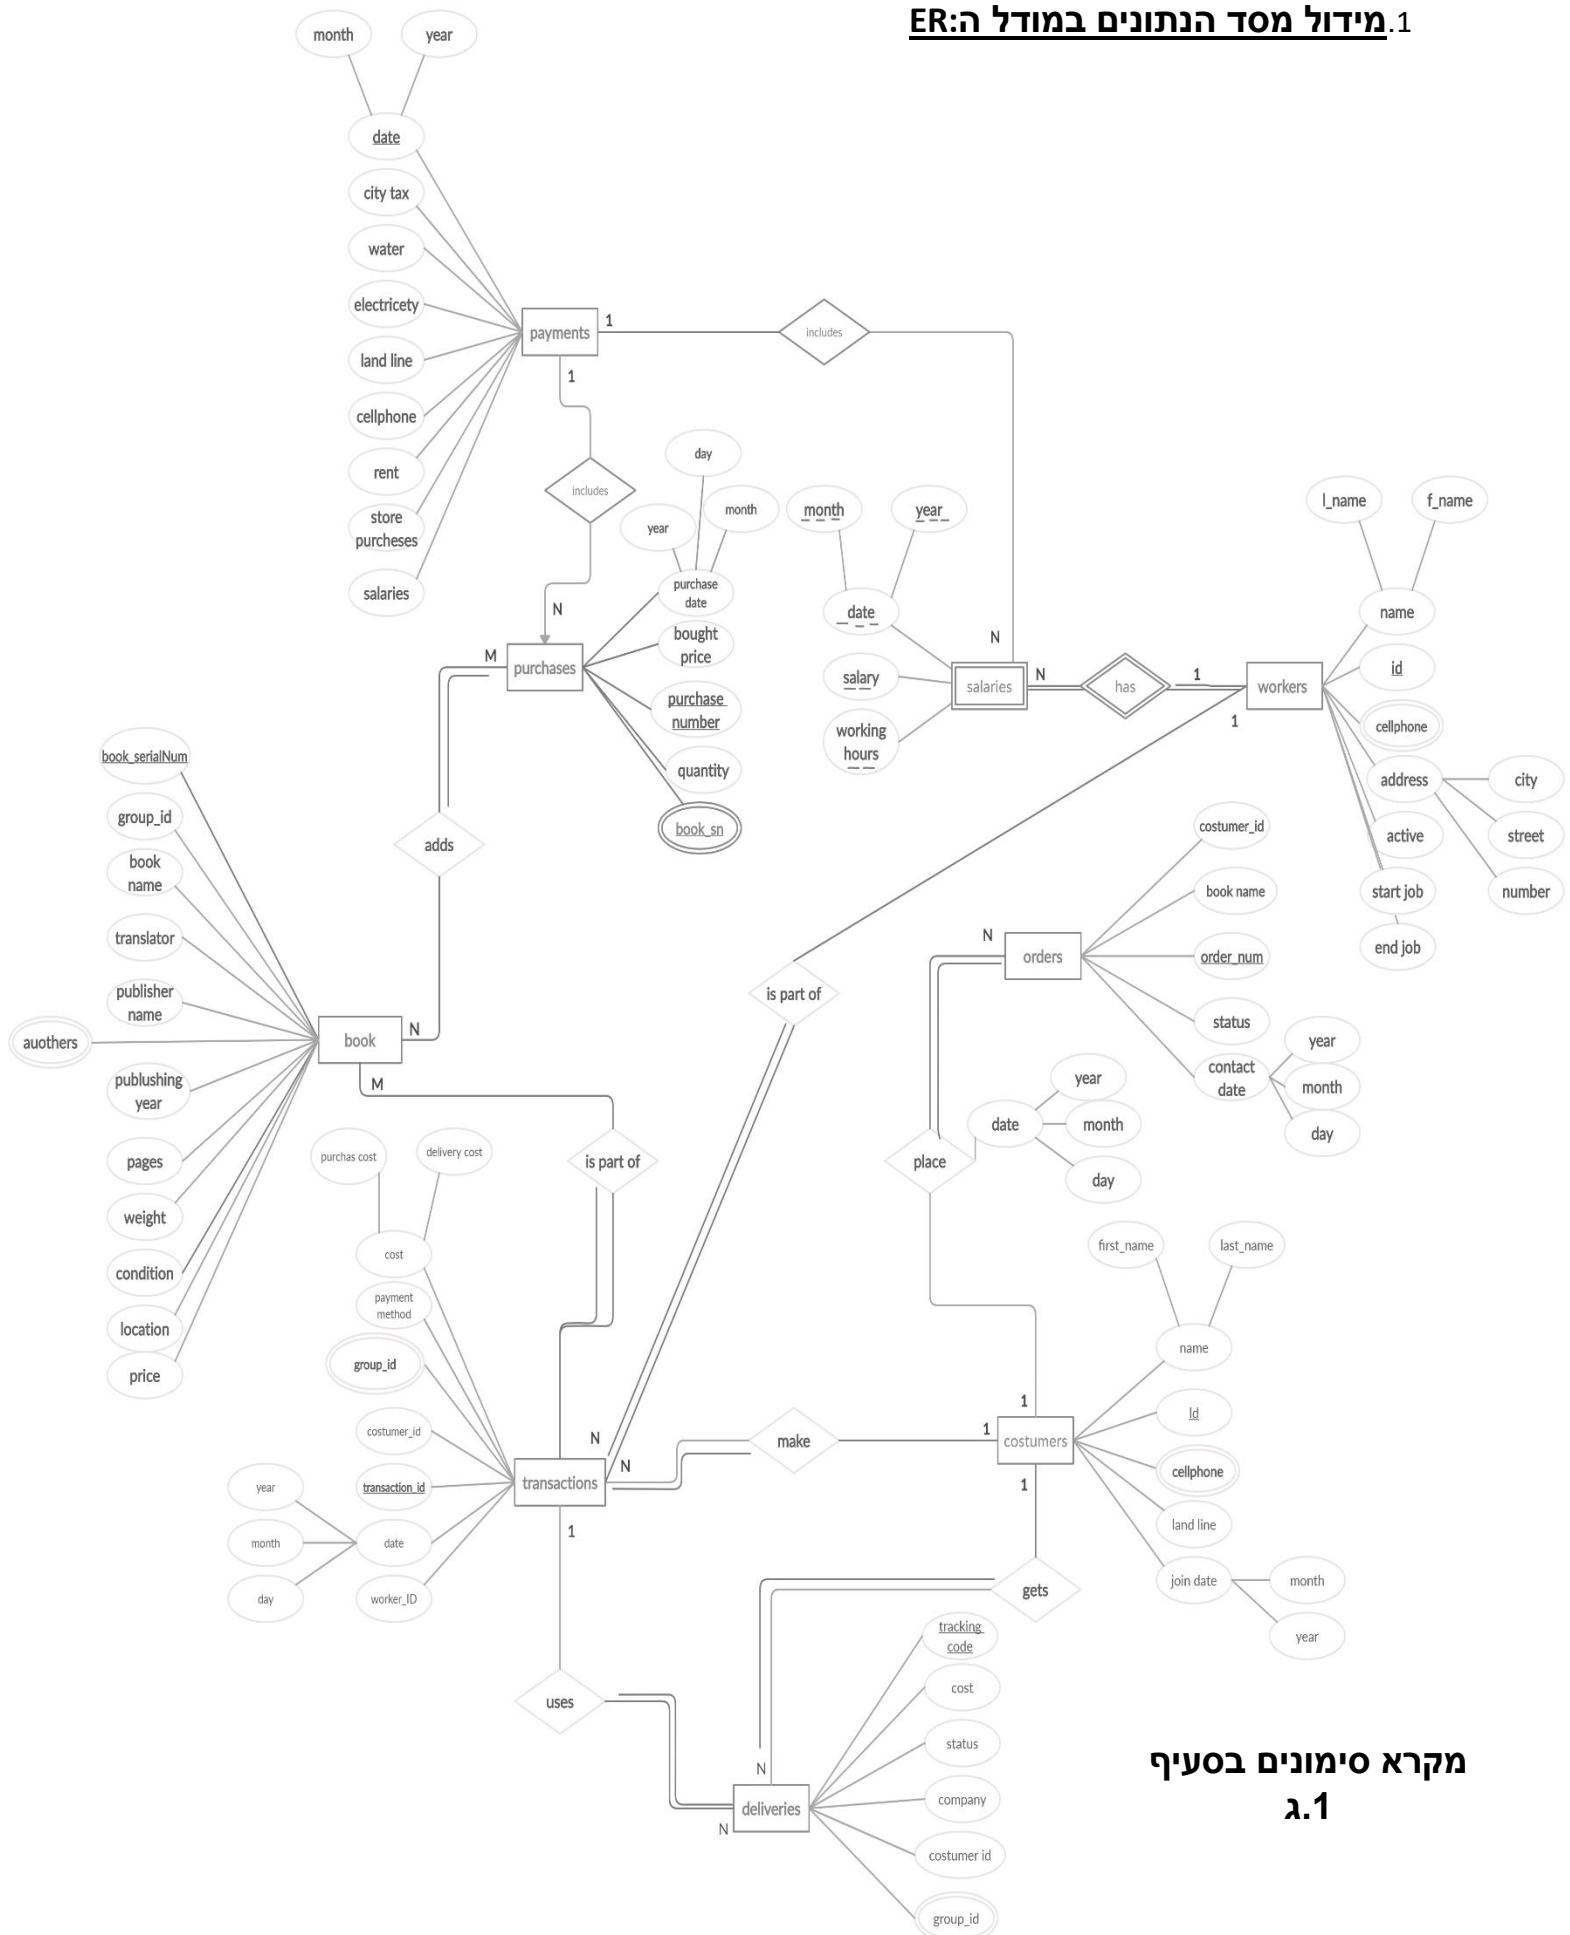 1.מידול מסד הנתונים במודל ה:ER
month
year
date
city tax
water
electricety
land line
cellphone
rent
store
purcheses
salaries
payments
1
includes
1
includes
N
N
day
year
month
purchase
date
bought
price
purchase
number
quantity
book_sn
purchases
M
month
year
date
salary
working
hours
salaries
N
has
1
workers
1
l_name
f_name
name
id
cellphone
address
city
street
number
active
start job
end job
adds
book_serialNum
group_id
book
name
translator
publisher
name
auothers
publushing
year
pages
weight
condition
location
price
book
N
M
is part of
is part of
costumer_id
book name
order_num
status
contact
date
year
month
day
N
orders
place
date
year
month
day
purchas cost
delivery cost
cost
payment
method
group_id
costumer_id
transaction_id
date
year
month
day
worker_ID
transactions
N
N
1
make
1
1
costumers
1
first_name
last_name
name
Id
cellphone
land line
join date
month
year
gets
uses
tracking
code
cost
status
company
costumer id
group_id
N
deliveries
N
מקרא סימונים בסעיף
1.ג